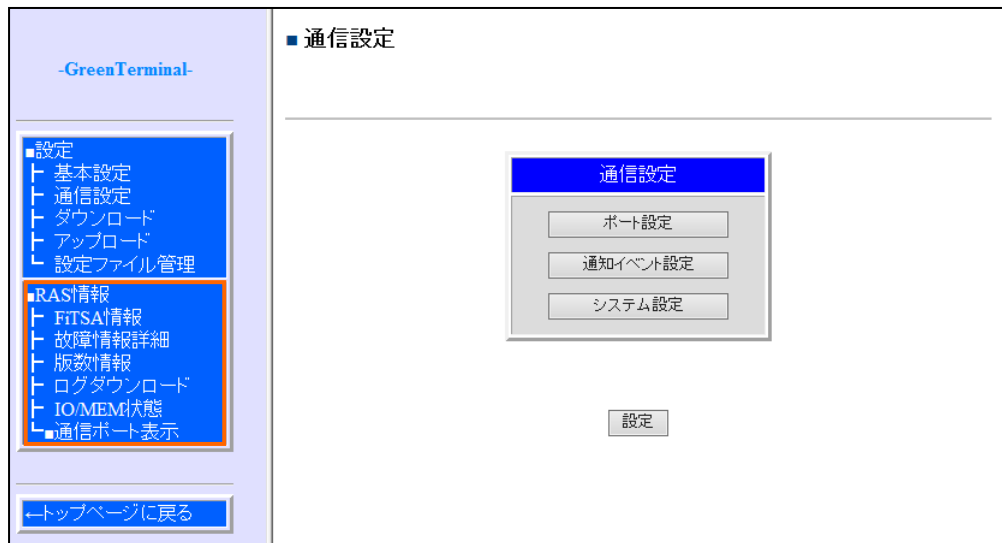 -GreenTerminal-
■設定
├ 基本設定
├ 通信設定
├ ダウンロード
├ アップロード
└ 設定ファイル管理
■RAS情報
├ FiTSA情報
├ 故障情報詳細
├ 版数情報
├ ログダウンロード
├ IO/MEM状態
└■通信ポート表示
←トップページに戻る
■通信設定
通信設定
ポート設定
通知イベント設定
システム設定
設定